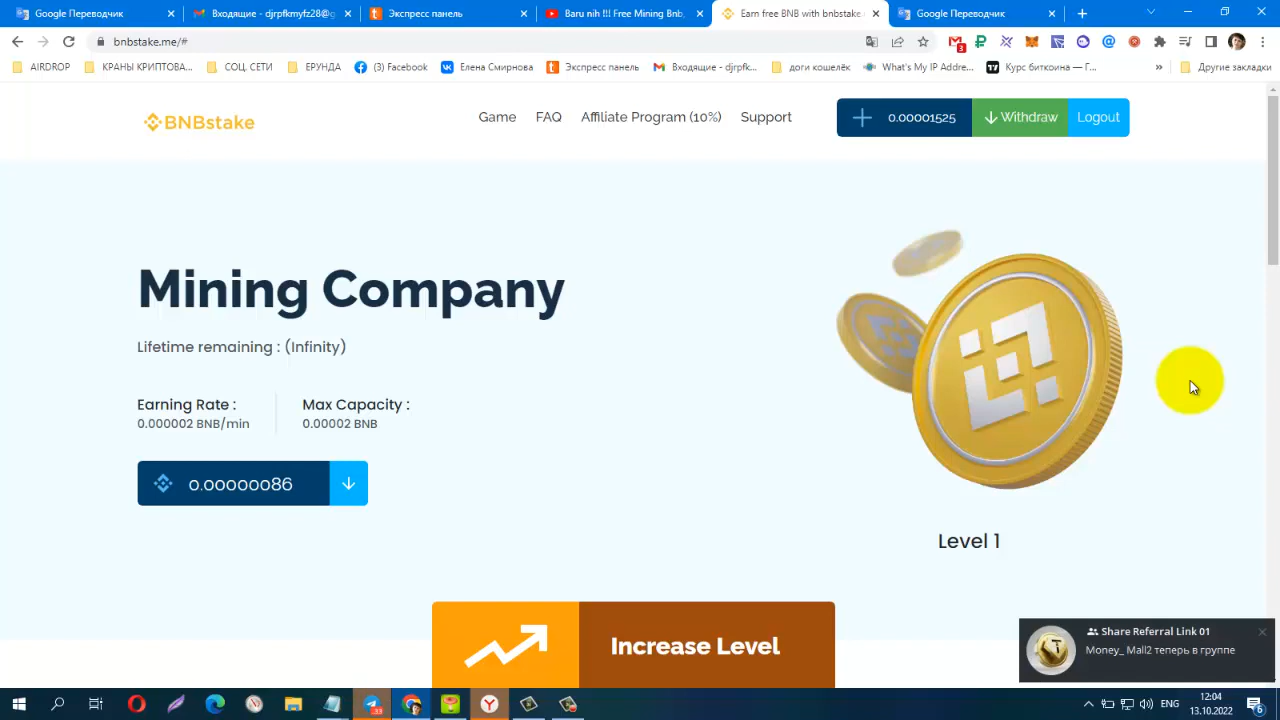 Google Переводчик
Входящие - djrpfkmyfz28@g
Экспресс панель
Baru nih !!! Free Mining Bnb,
Earn free BNB with bnbstake
Google Переводчик
bnbstake.me/#
3
AIRDROP
КРАНЫ КРИПТОВА...
СОЦ. СЕТИ
ЕРУНДА
(3) Facebook
Елена Смирнова
Экспресс панель
Входящие - djrpfk...
доги кошелёк
What's My IP Addre...
Курс биткоина — Г...
»
Другие закладки
BNBstake
Game
FAQ
Affiliate Program (10%)
Support
0.00001525
Withdraw
Logout
Mining Company
Lifetime remaining : (Infinity)
Earning Rate :
Max Capacity :
0.000002 BNB/min
0.00002 BNB
0.00000086
Level 1
Increase Level
Share Referral Link 01
Money_ Mall2 теперь в группе
ENG
12:04
13.10.2022